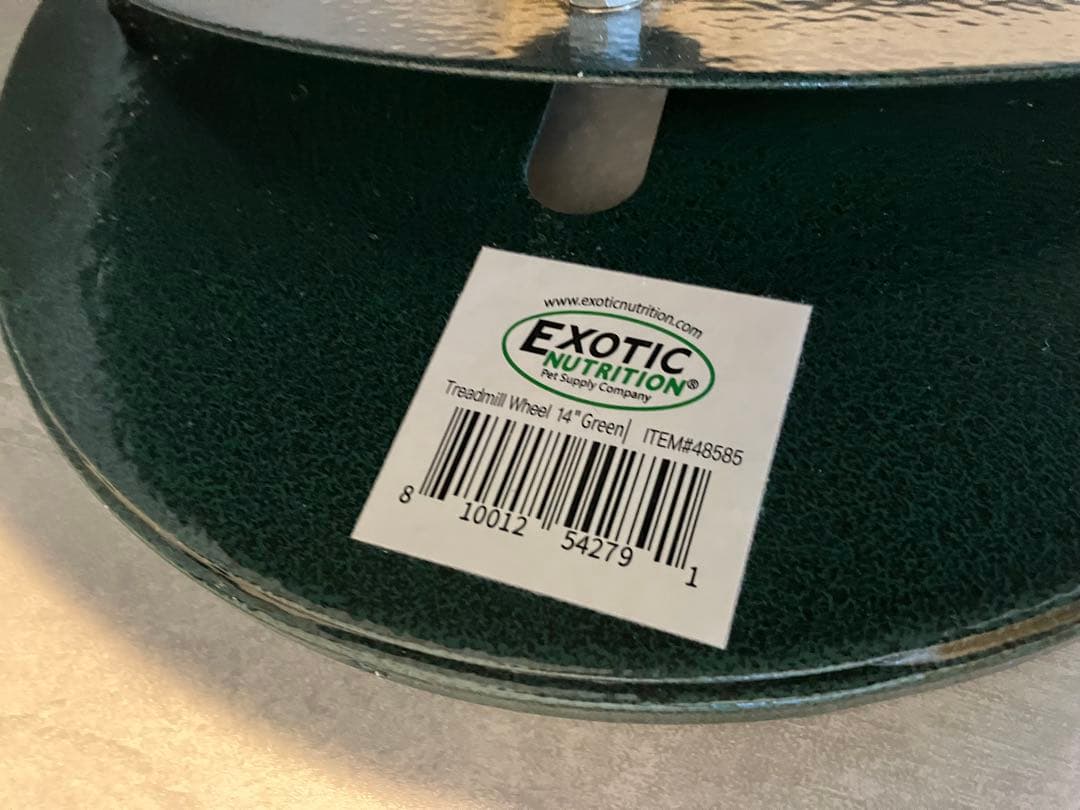 www.exoticnutrition.com
EXOTIC
NUTRITION®
Pet Supply Company
Treadmill Wheel 14" Green| ITEM#48585
8 10012 54279 1